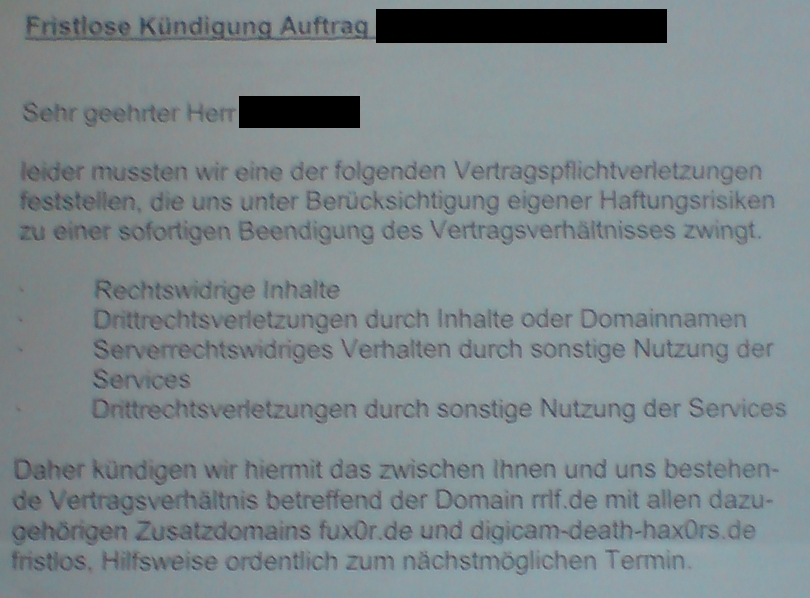 Fristlose Kündigung Auftrag
Sehr geehrter Herr
leider mussten wir eine der folgenden Vertragspflichtverletzungen
feststellen, die uns unter Berücksichtigung eigener Haftungsrisiken
zu einer sofortigen Beendigung des Vertragsverhältnisses zwingt.
· Rechtswidrige Inhalte
· Drittrechtsverletzungen durch Inhalte oder Domainnamen
· Serverrechtswidriges Verhalten durch sonstige Nutzung der
Services
· Drittrechtsverletzungen durch sonstige Nutzung der Services
Daher kündigen wir hiermit das zwischen Ihnen und uns bestehen-
de Vertragsverhältnis betreffend der Domain rrlf.de mit allen dazu-
gehörigen Zusatzdomains fux0r.de und digicam-death-hax0rs.de
fristlos, Hilfsweise ordentlich zum nächstmöglichen Termin.